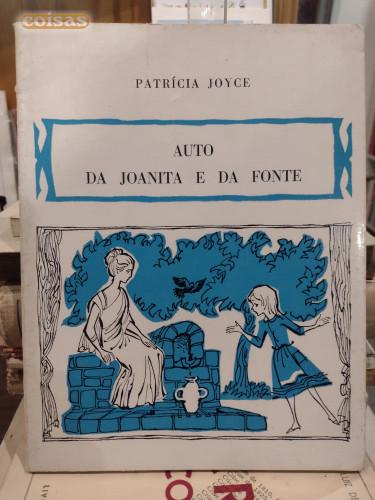 coisas
PATRÍCIA JOYCE
AUTO
DA JOANITA E DA FONTE